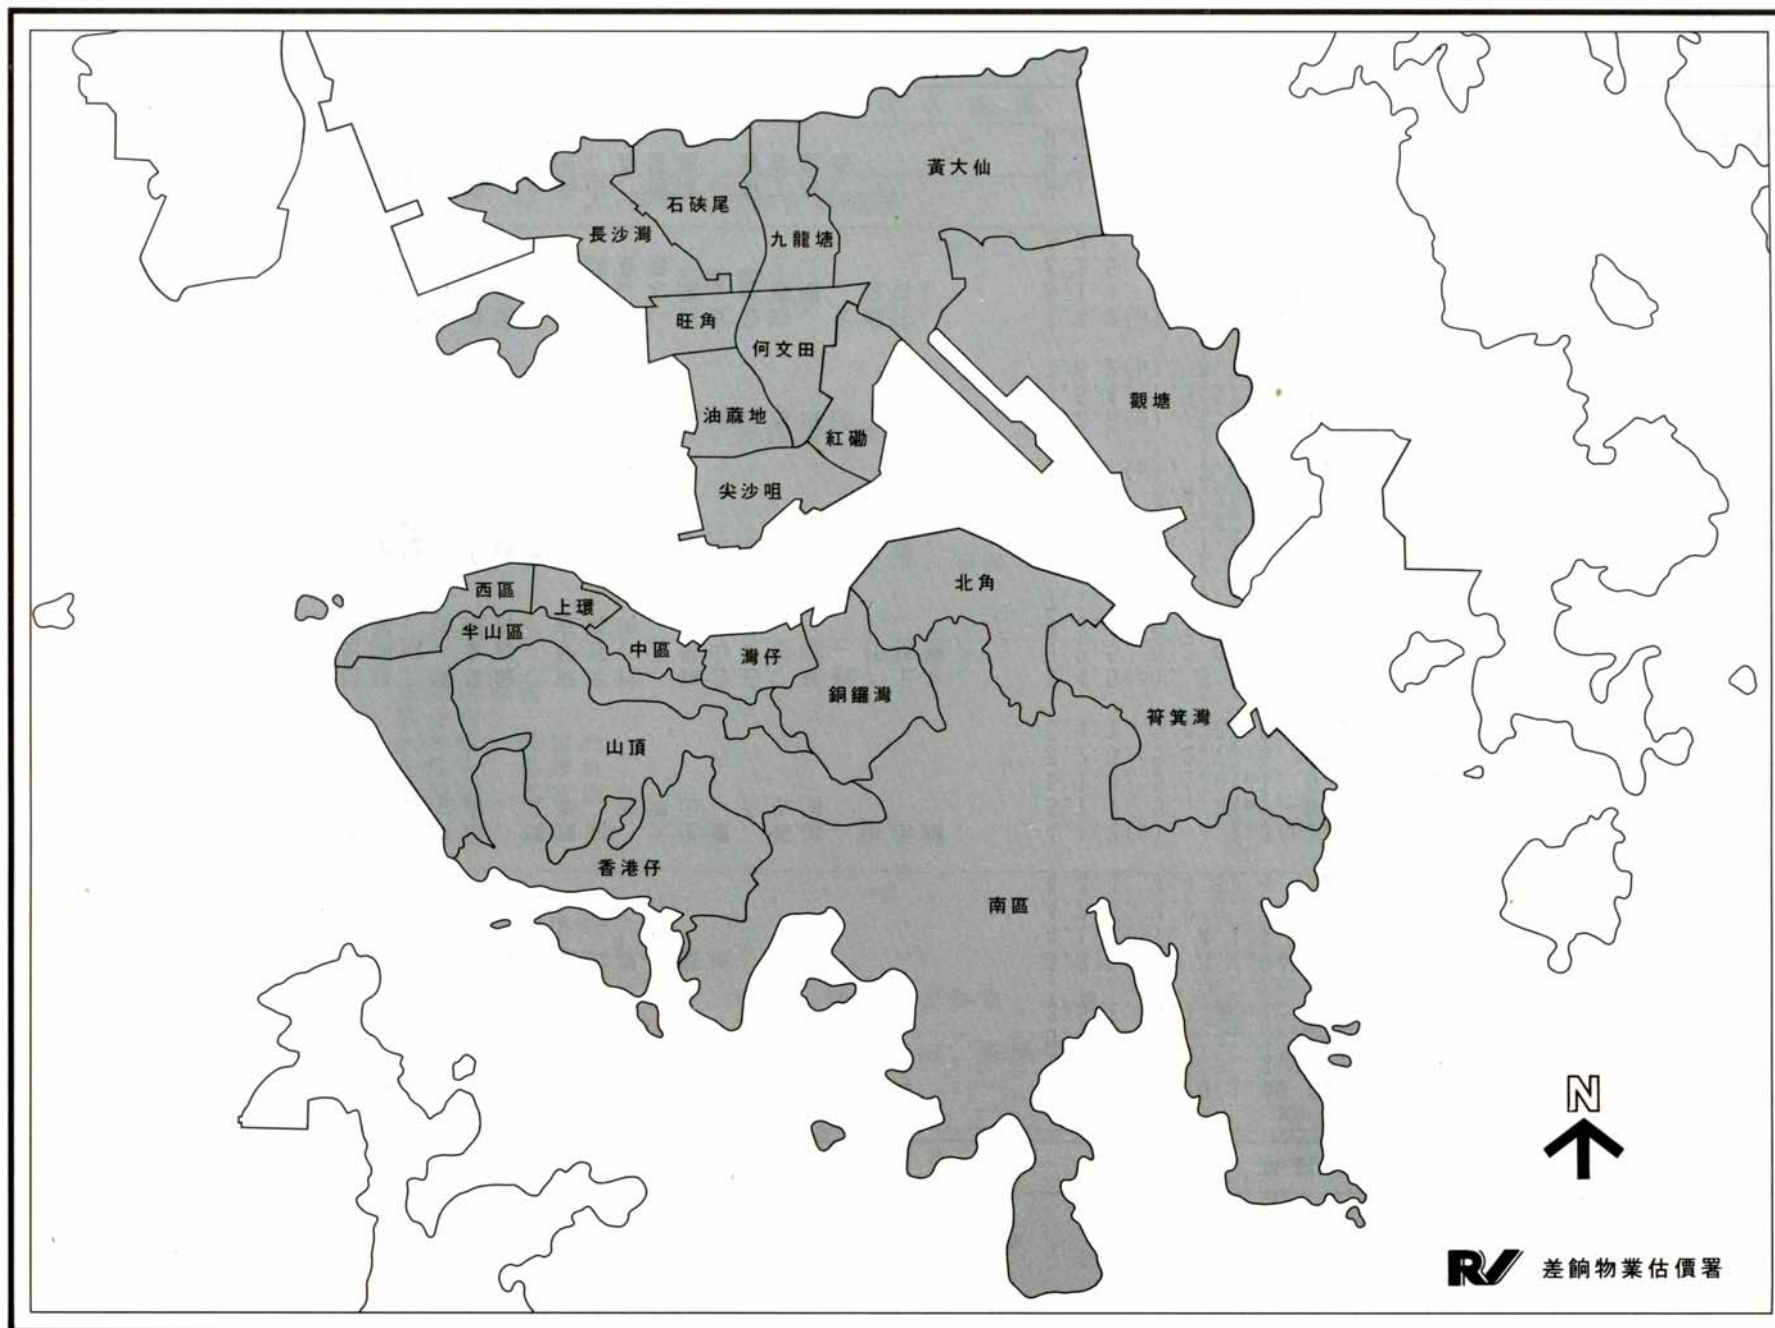 黃大仙
石硤尾
長沙灣
九龍塘
旺角
何文田
觀塘
油蔴地
紅磡
尖沙咀
北角
西區
上環
半山區
中區
灣仔
銅鑼灣
筲箕灣
山頂
香港仔
南區
N
RV 差餉物業估價署